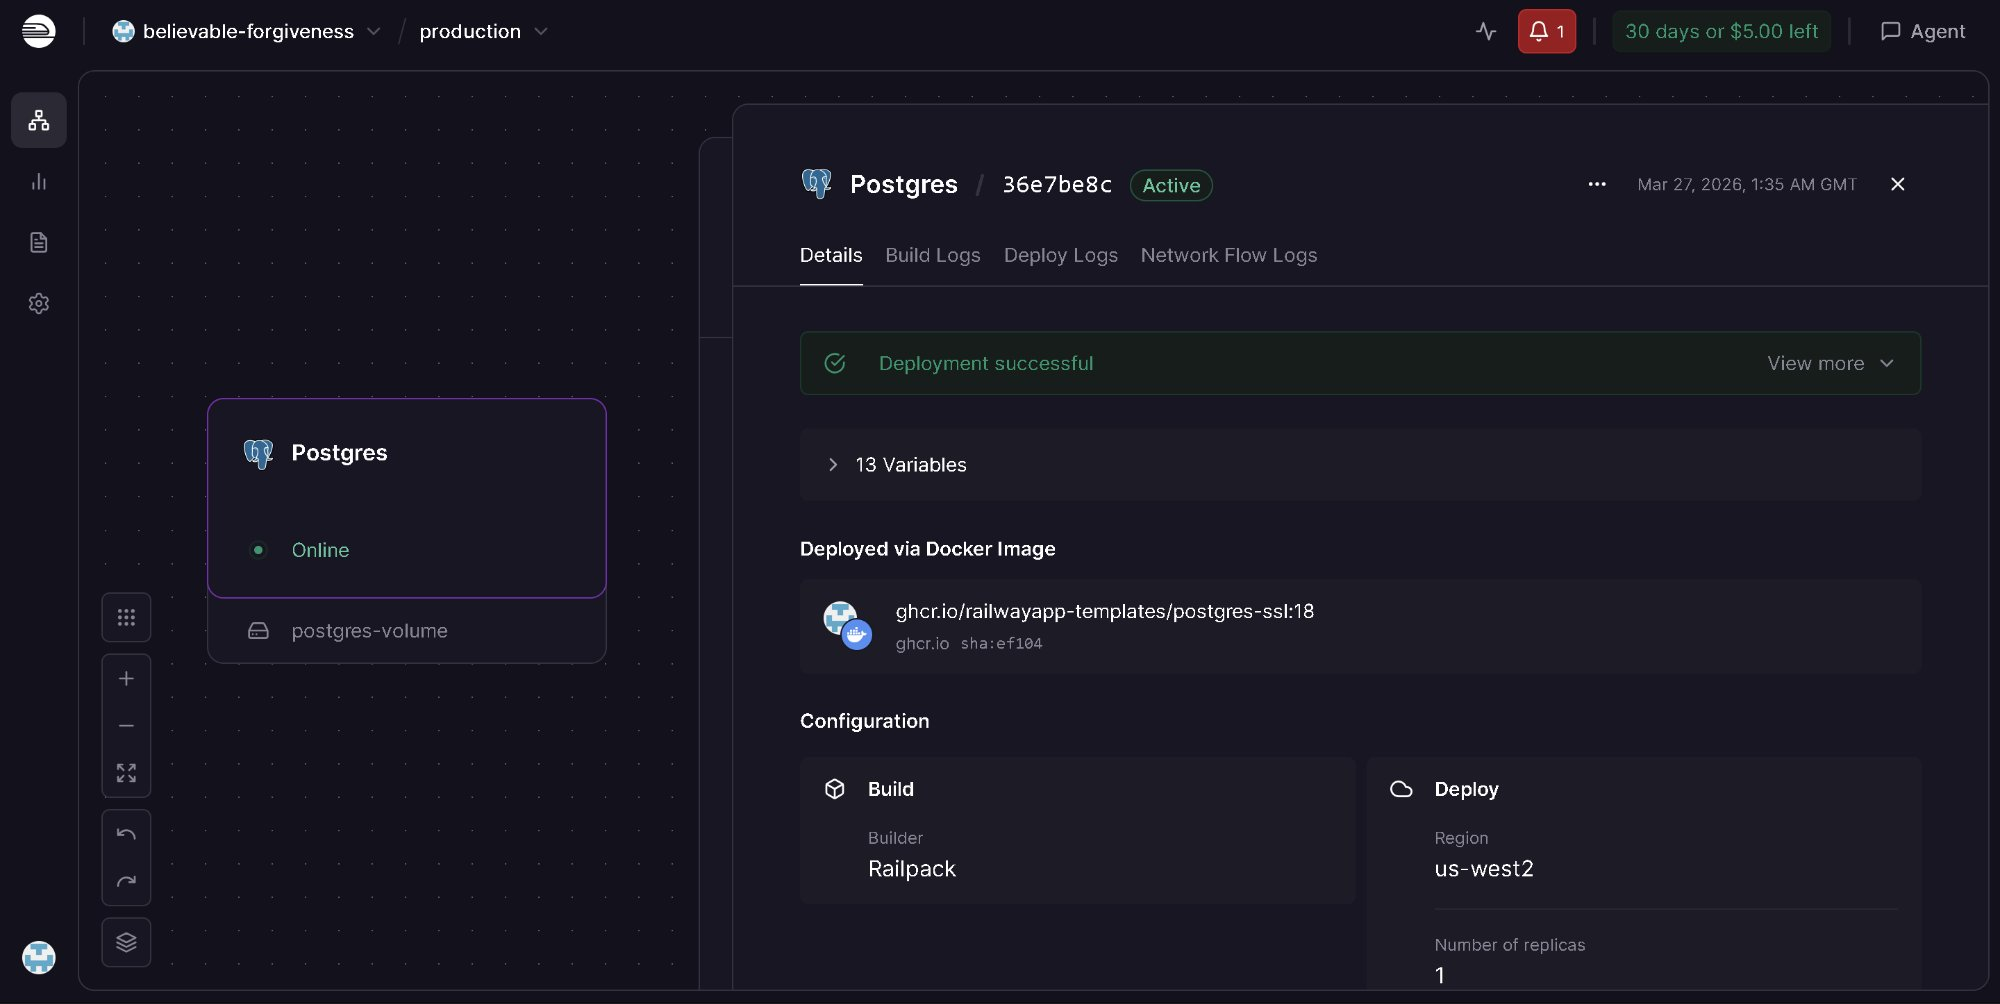 believable-forgiveness / production
1
30 days or $5.00 left
Agent
Postgres
Online
postgres-volume
Postgres / 36e7be8c Active
Mar 27, 2026, 1:35 AM GMT
Details Build Logs Deploy Logs Network Flow Logs
Deployment successful
View more
13 Variables
Deployed via Docker Image
ghcr.io/railwayapp-templates/postgres-ssl:18
ghcr.io sha:ef104
Configuration
Build
Builder
Railpack
Deploy
Region
us-west2
Number of replicas
1